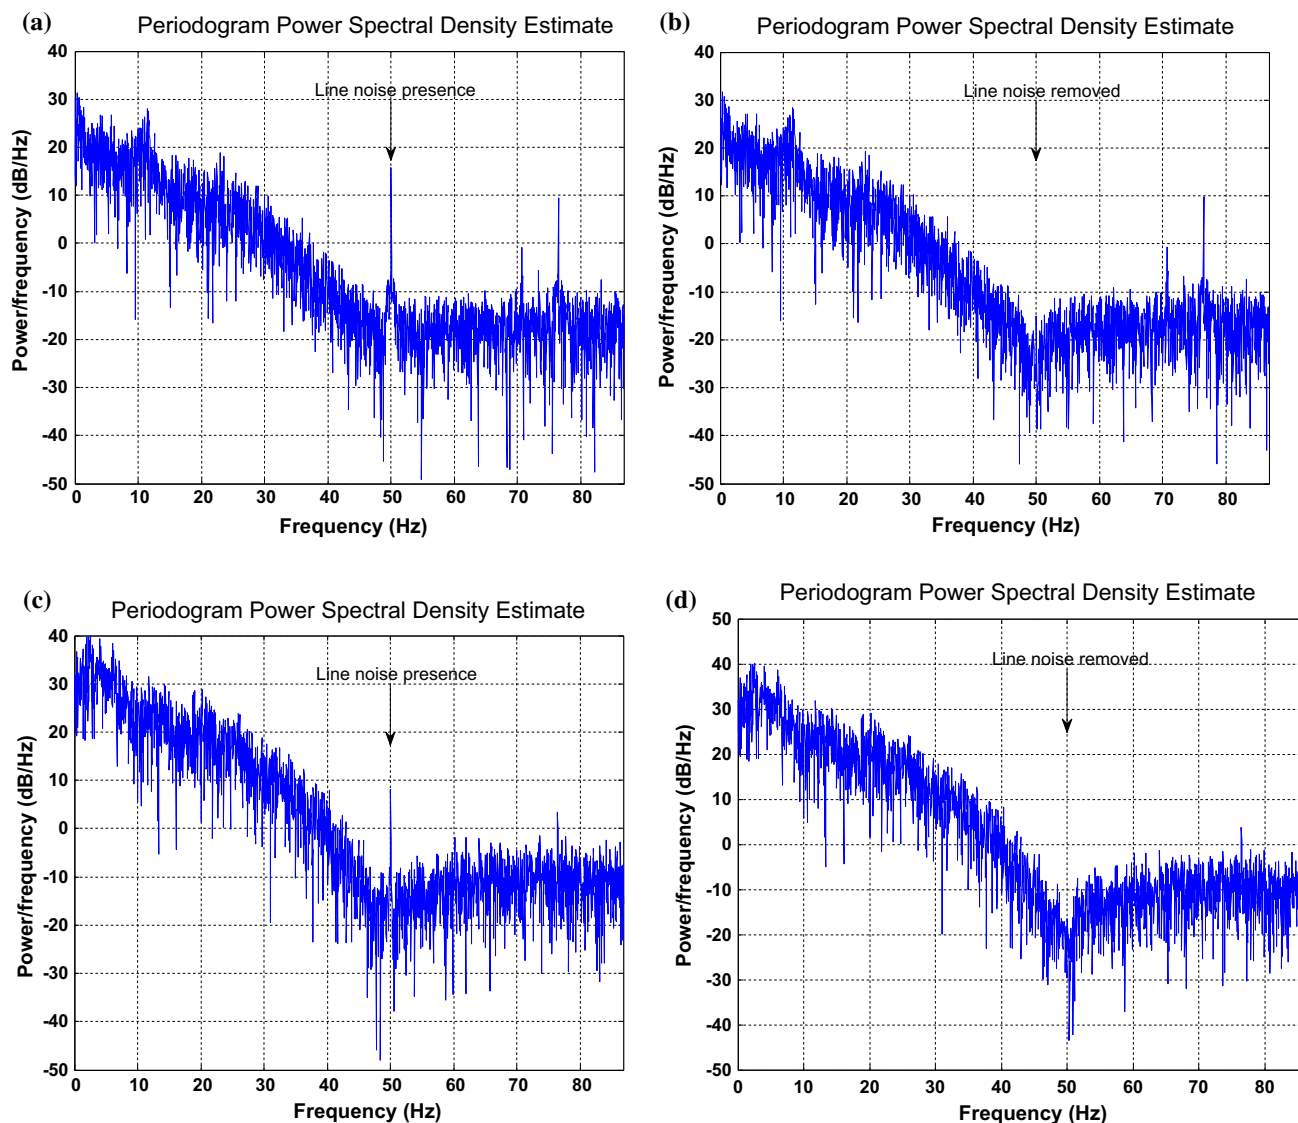 (a)
Periodogram Power Spectral Density Estimate
40
30
20
10
0
-10
-20
-30
-40
-50
Power/frequency (dB/Hz)
Line noise presence
0 10 20 30 40 50 60 70 80
Frequency (Hz)
(b)
Periodogram Power Spectral Density Estimate
40
30
20
10
0
-10
-20
-30
-40
-50
Power/frequency (dB/Hz)
Line noise removed
0 10 20 30 40 50 60 70 80
Frequency (Hz)
(c)
Periodogram Power Spectral Density Estimate
40
30
20
10
0
-10
-20
-30
-40
-50
Power/frequency (dB/Hz)
Line noise presence
0 10 20 30 40 50 60 70 80
Frequency (Hz)
(d)
Periodogram Power Spectral Density Estimate
50
40
30
20
10
0
-10
-20
-30
-40
-50
Power/frequency (dB/Hz)
Line noise removed
0 10 20 30 40 50 60 70 80
Frequency (Hz)